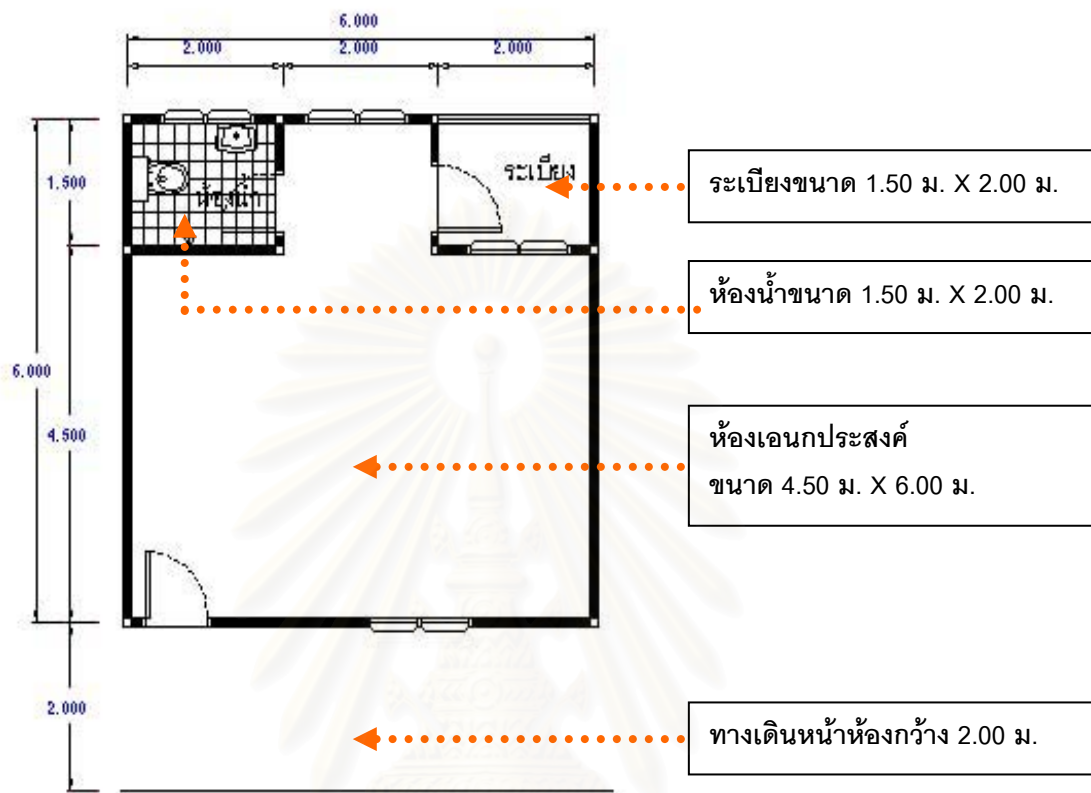 6.000
2.000 2.000 2.000
1.500
ระเบียง
ห้องน้ำ
6.000
4.500
2.000
ระเบียงขนาด 1.50 ม. X 2.00 ม.
ห้องน้ำขนาด 1.50 ม. X 2.00 ม.
ห้องเอนกประสงค์
ขนาด 4.50 ม. X 6.00 ม.
ทางเดินหน้าห้องกว้าง 2.00 ม.